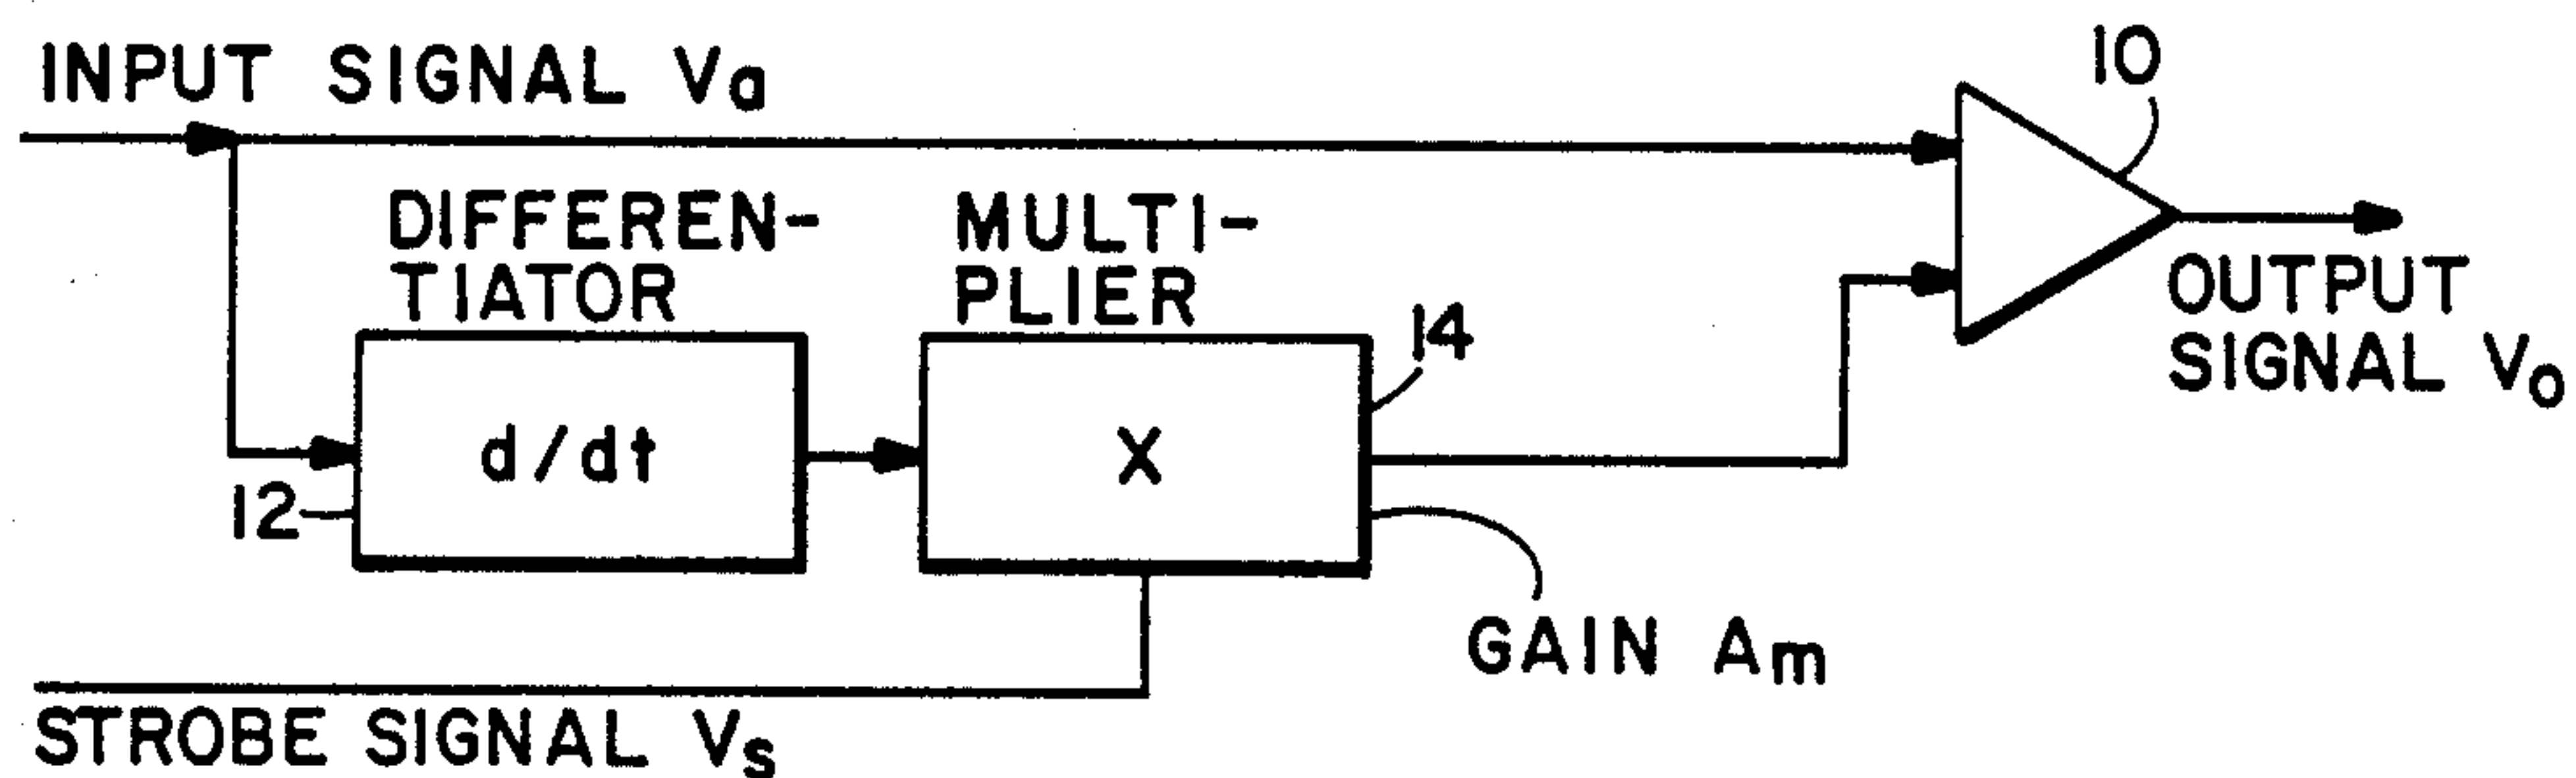 INPUT SIGNAL Va
10
DIFFEREN-
TIATOR
MULTI-
PLIER
OUTPUT
SIGNAL Vo
14
d/dt
X
12
GAIN Am
STROBE SIGNAL Vs